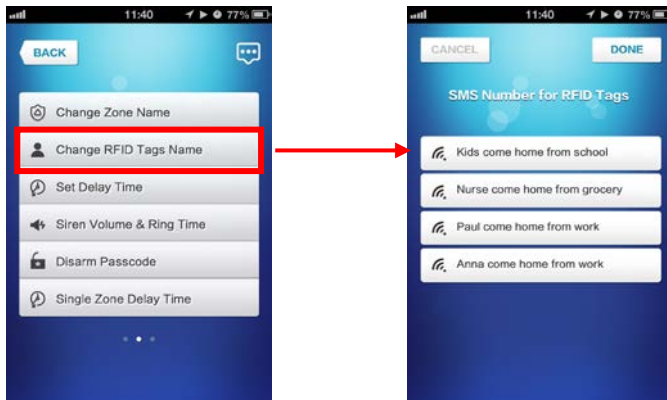 11:40
77%
BACK
Change Zone Name
Change RFID Tags Name
Set Delay Time
Siren Volume & Ring Time
Disarm Passcode
Single Zone Delay Time
11:40
77%
CANCEL
DONE
SMS Number for RFID Tags
Kids come home from school
Nurse come home from grocery
Paul come home from work
Anna come home from work